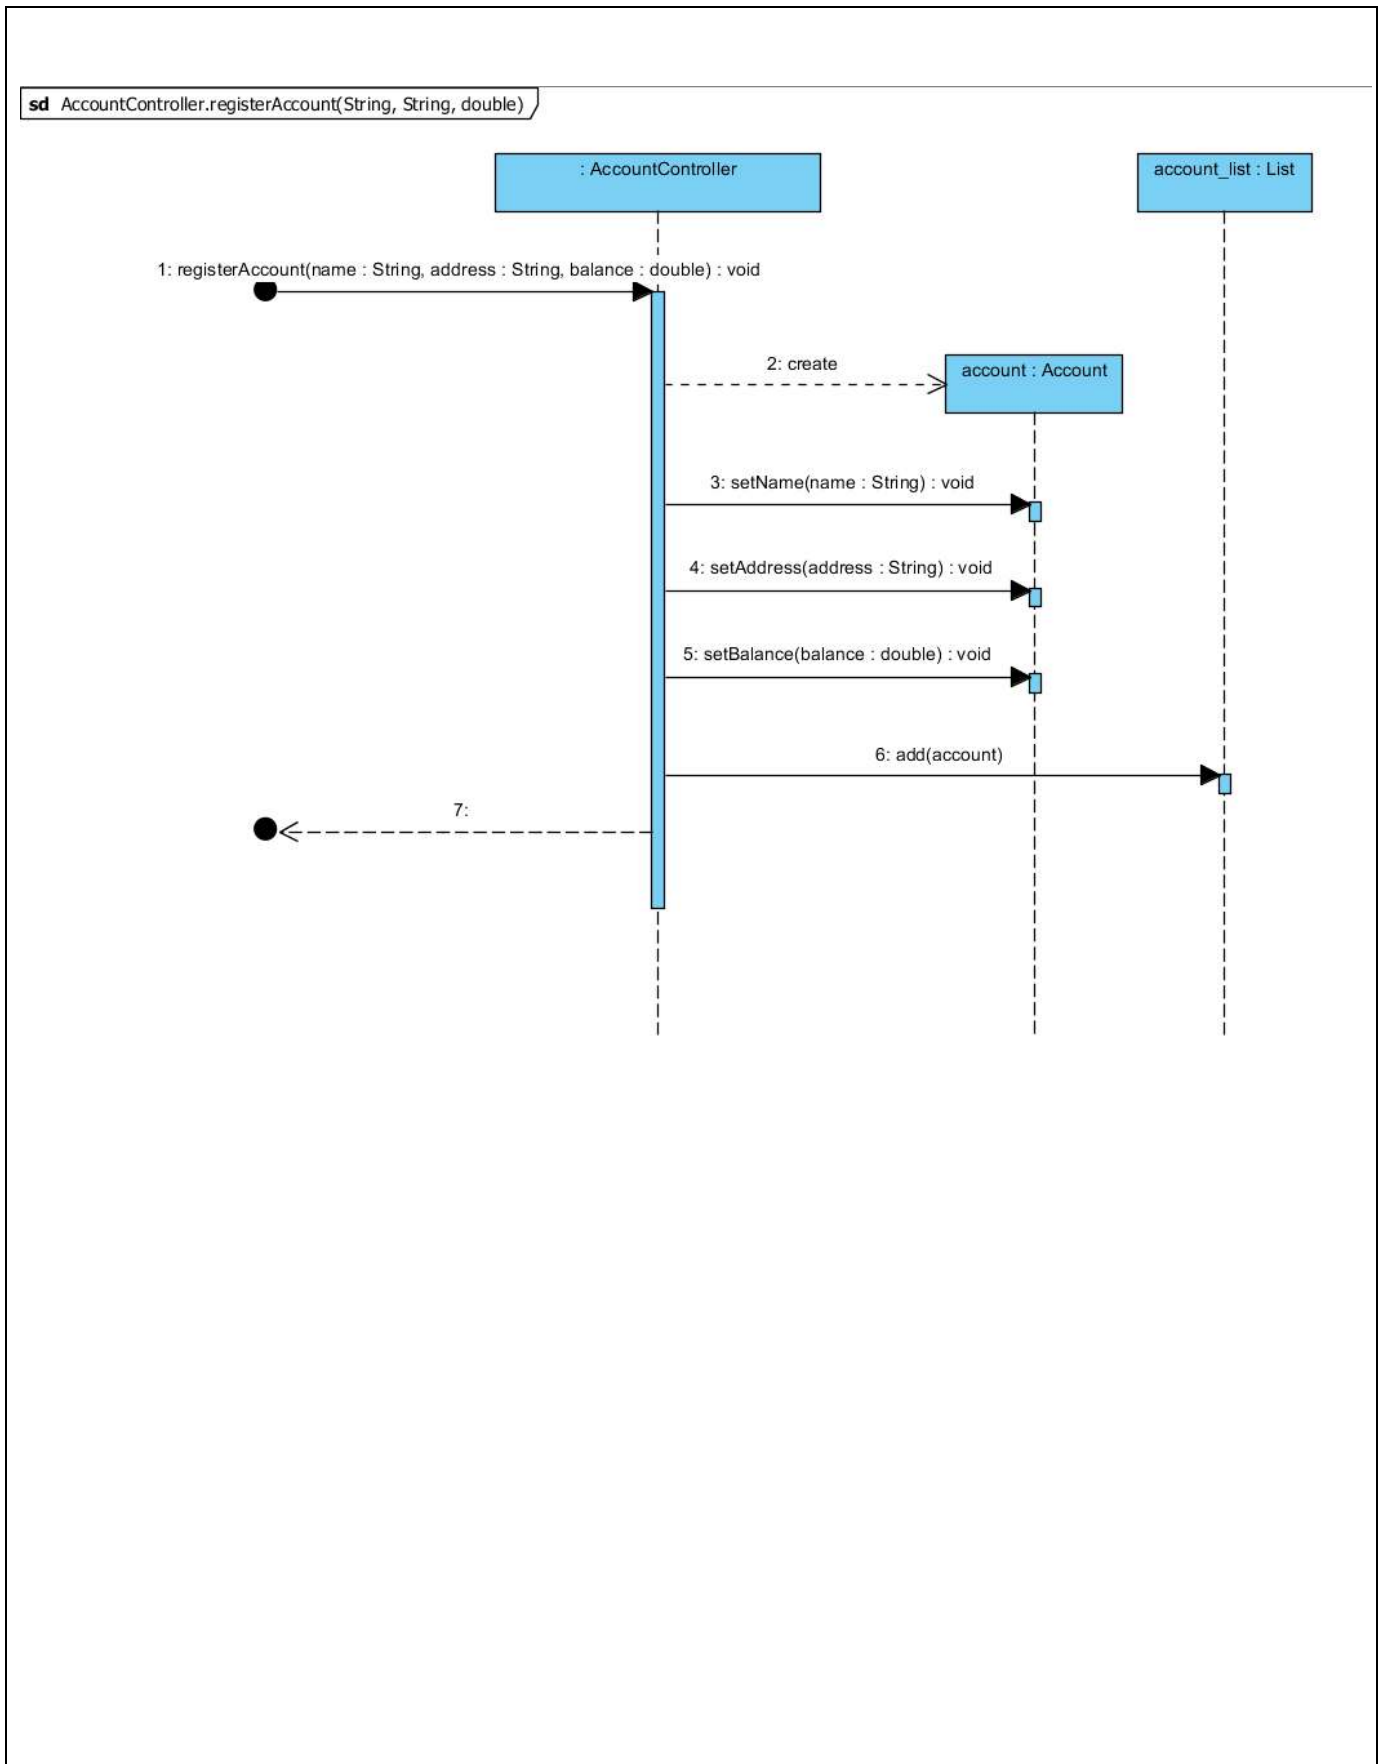 sd AccountController.registerAccount(String, String, double)
: AccountController
account_list : List
1: registerAccount(name : String, address : String, balance : double) : void
2: create
account : Account
3: setName(name : String) : void
4: setAddress(address : String) : void
5: setBalance(balance : double) : void
6: add(account)
7: